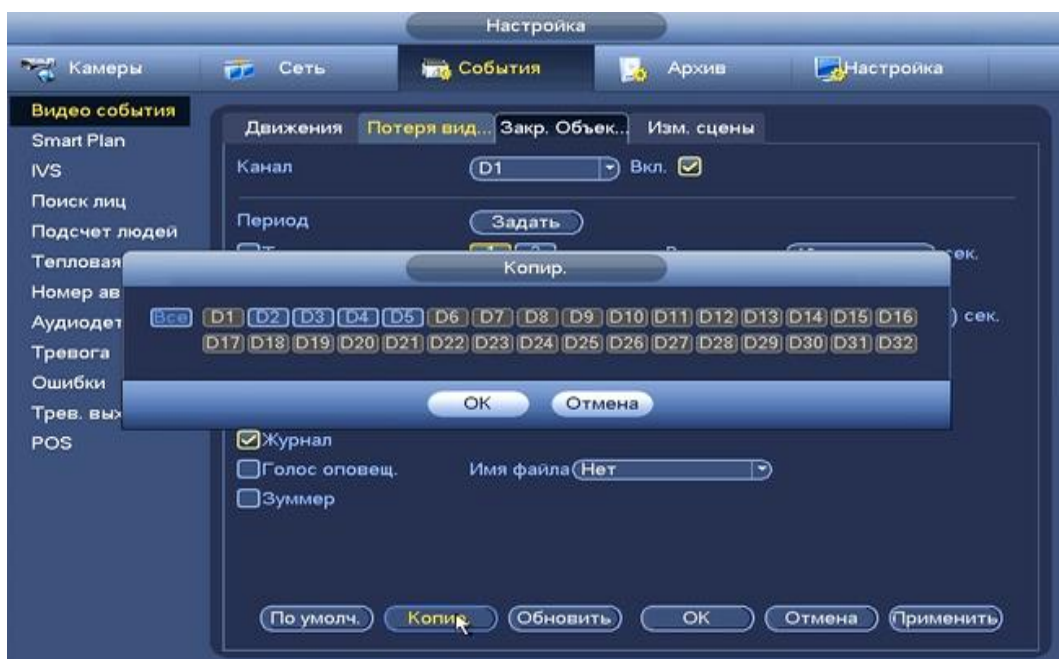 Настройка
Камеры Сеть События Архив Настройка
Видео события
Smart Plan
IVS
Поиск лиц
Подсчет людей
Тепловая
Номер ав
Аудиодет
Тревога
Ошибки
Трев. вых
POS
Движения Потеря вид... Закр. Объек... Изм. сцены
Канал D1 Вкл.
Период Задать
сек.
Копир.
Все D1 D2 D3 D4 D5 D6 D7 D8 D9 D10 D11 D12 D13 D14 D15 D16
D17 D18 D19 D20 D21 D22 D23 D24 D25 D26 D27 D28 D29 D30 D31 D32
) сек.
OK Отмена
Журнал
Голос оповещ. Имя файла Нет
Зуммер
По умолч. Копир. Обновить OK Отмена Применить